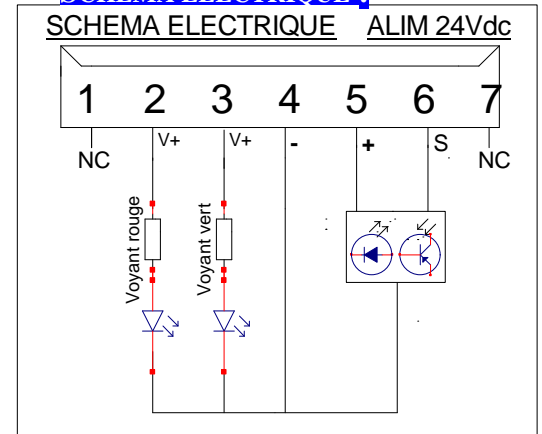 SCHEMA ELECTRIQUE ALIM 24Vdc
1 2 3 4 5 6 7
NC V+ V+ - + S NC
Voyant rouge
Voyant vert